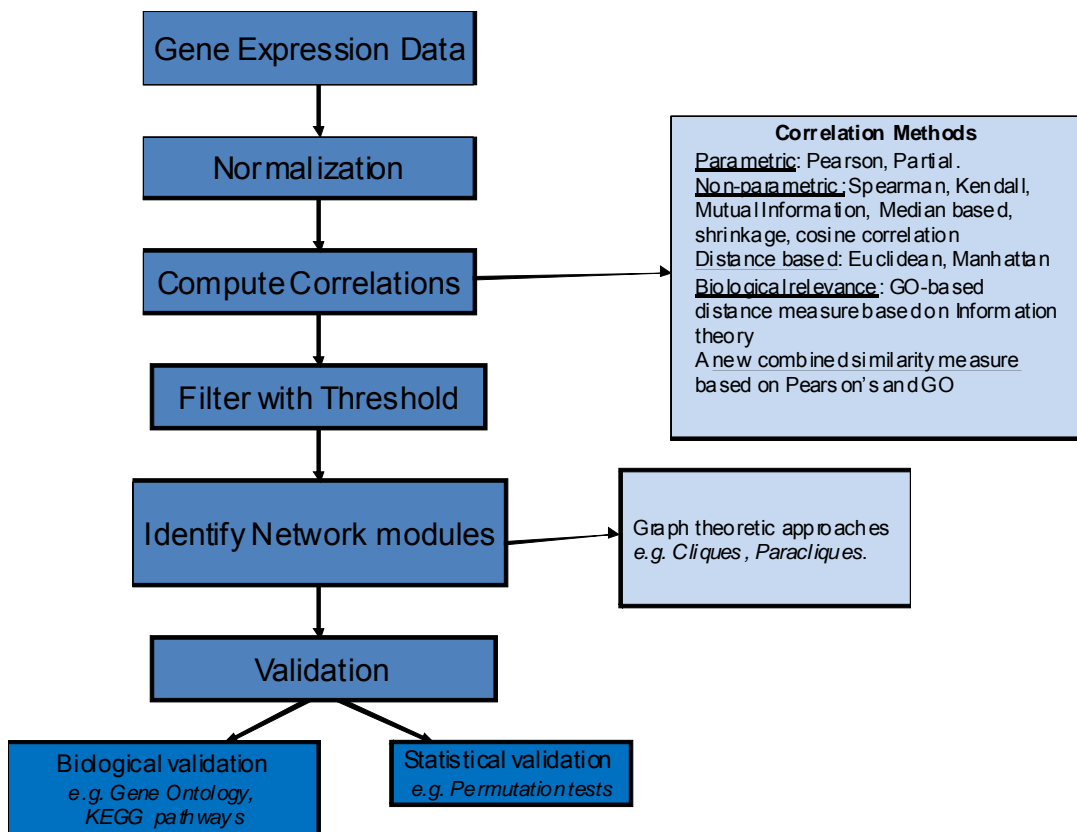 Gene Expression Data
Normalization
Compute Correlations
Filter with Threshold
Identify Network modules
Validation
Biological validation
e.g. Gene Ontology,
KEGG pathways
Statistical validation
e.g. Permutation tests
Correlation Methods
Parametric: Pearson, Partial.
Non-parametric: Spearman, Kendall,
Mutual Information, Median based,
shrinkage, cosine correlation
Distance based: Euclidean, Manhattan
Biological relevance: GO-based
distance measure based on Information
theory
A new combined similarity measure
based on Pearson's and GO
Graph theoretic approaches
e.g. Cliques, Paracliques.